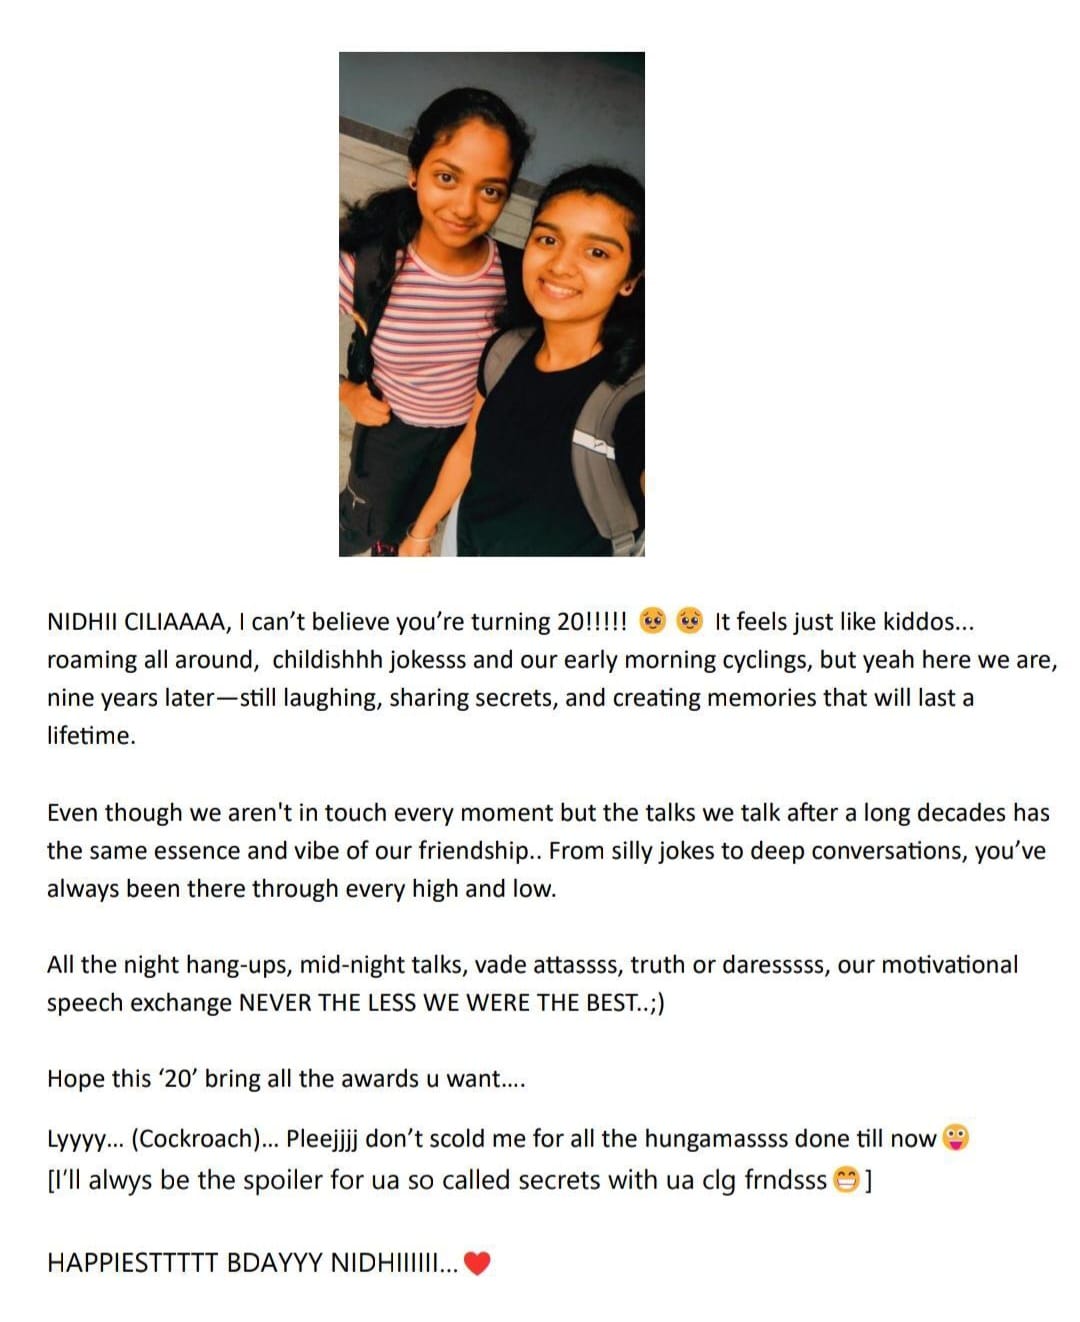 NIDHII CILIAAAA, I can’t believe you’re turning 20!!!!! 🥹 🥹 It feels just like kiddos...
roaming all around,  childishhh jokesss and our early morning cyclings, but yeah here we are,
nine years later—still laughing, sharing secrets, and creating memories that will last a
lifetime.
Even though we aren't in touch every moment but the talks we talk after a long decades has
the same essence and vibe of our friendship.. From silly jokes to deep conversations, you’ve
always been there through every high and low.
All the night hang-ups, mid-night talks, vade attassss, truth or daresssss, our motivational
speech exchange NEVER THE LESS WE WERE THE BEST..;)
Hope this ‘20’ bring all the awards u want....
Lyyyy... (Cockroach)... Pleejjjj don’t scold me for all the hungamassss done till now😜
[I’ll alwys be the spoiler for ua so called secrets with ua clg frndsss😁]
HAPPIESTTTTT BDAYYY NIDHIIIIII...❤️